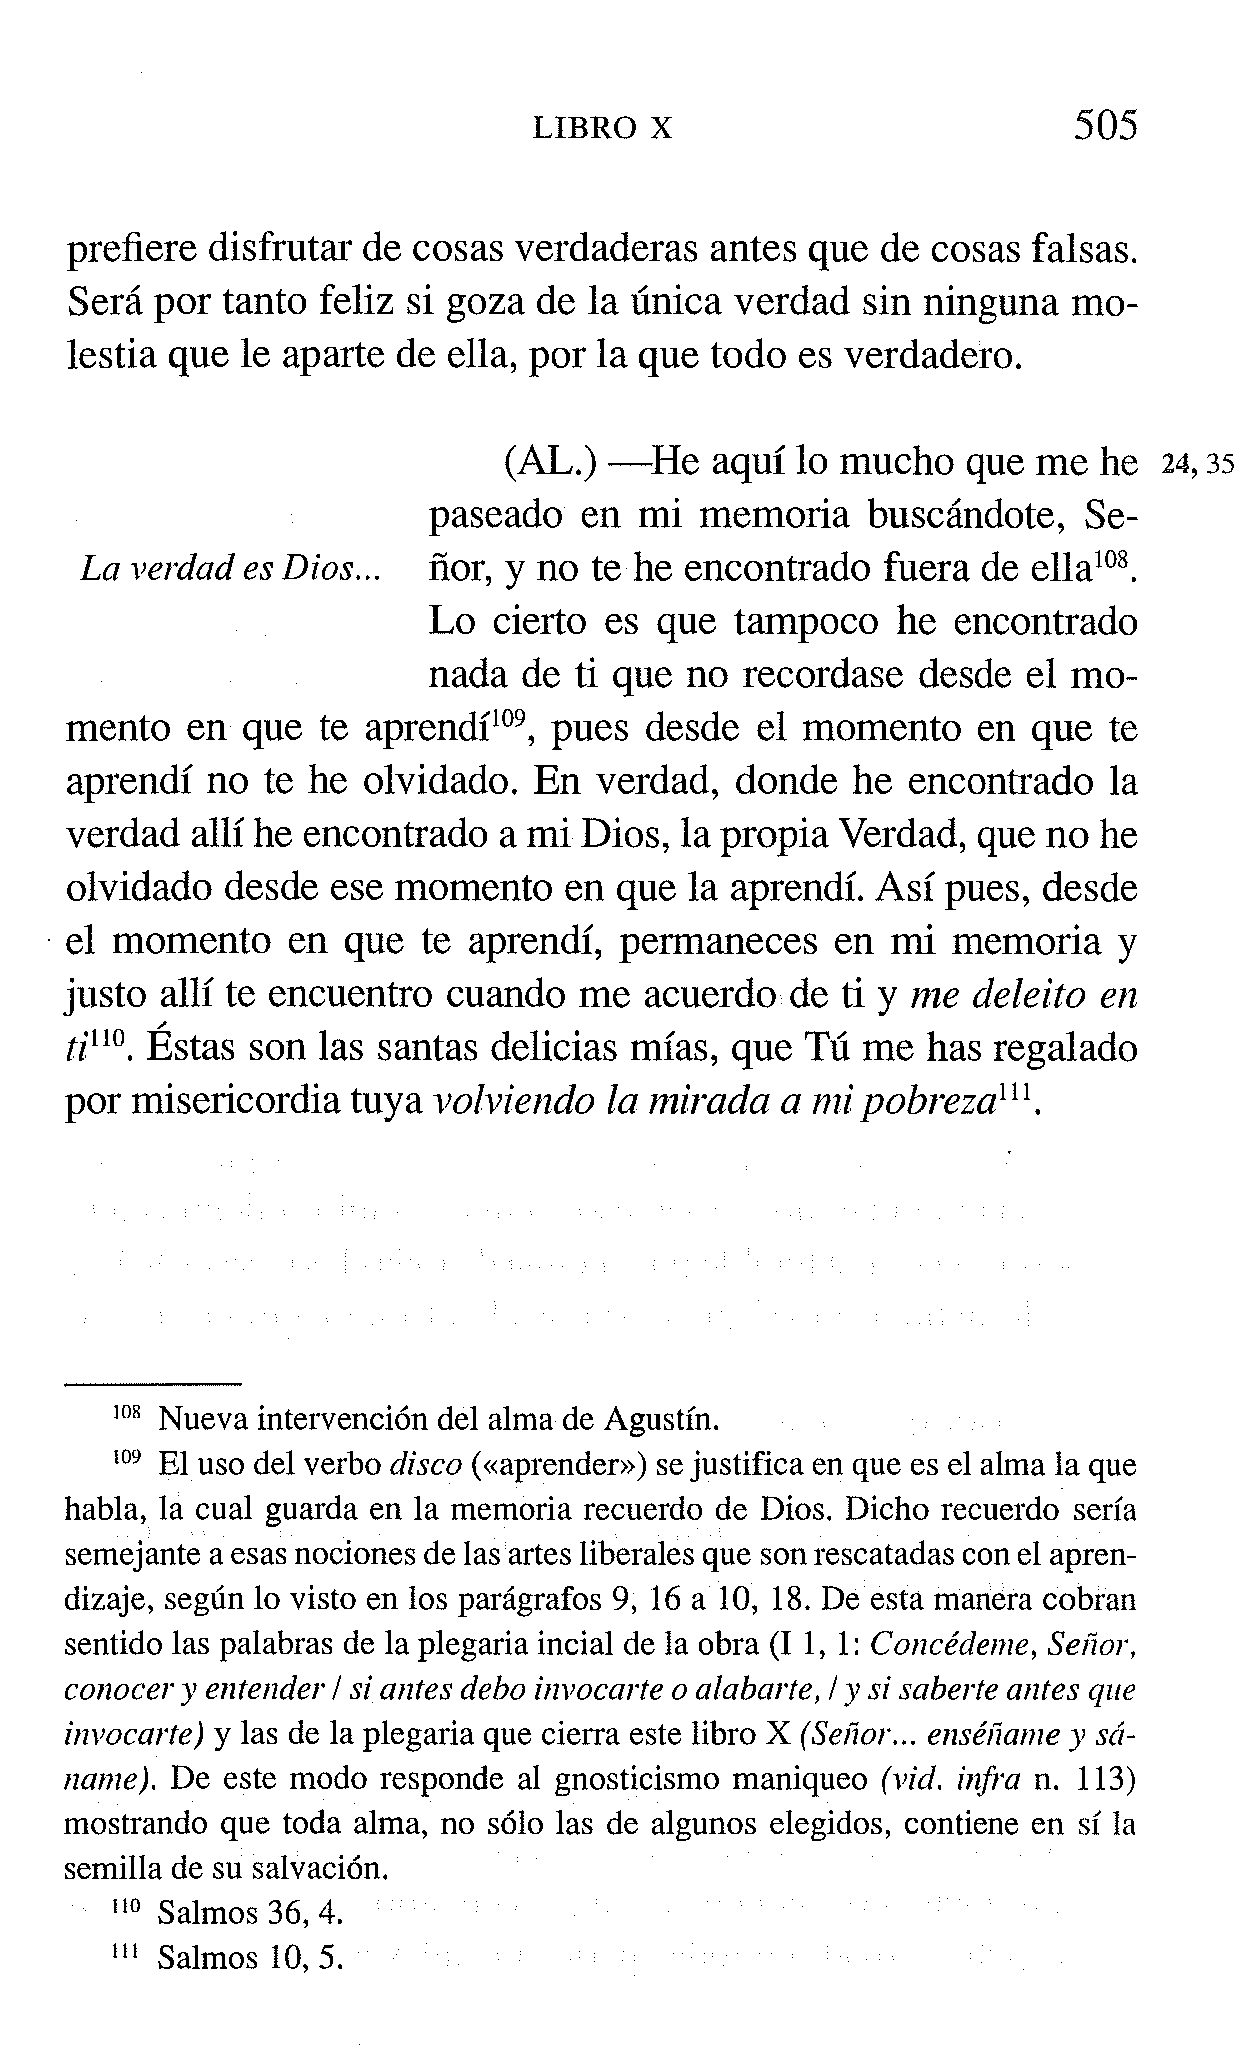 LIBRO X 505
prefiere disfrutar de cosas verdaderas antes que de cosas falsas.
Será por tanto feliz si goza de la única verdad sin ninguna mo-
lestia que le aparte de ella, por la que todo es verdadero.
(AL.) —He aquí lo mucho que me he 24, 35
paseado en mi memoria buscándote, Se-
La verdad es Dios... ñor, y no te he encontrado fuera de ella¹⁰⁸.
Lo cierto es que tampoco he encontrado
nada de ti que no recordase desde el mo-
mento en que te aprendí¹⁰⁹, pues desde el momento en que te
aprendí no te he olvidado. En verdad, donde he encontrado la
verdad allí he encontrado a mi Dios, la propia Verdad, que no he
olvidado desde ese momento en que la aprendí. Así pues, desde
el momento en que te aprendí, permaneces en mi memoria y
justo allí te encuentro cuando me acuerdo de ti y me deleito en
ti¹¹⁰. Éstas son las santas delicias mías, que Tú me has regalado
por misericordia tuya volviendo la mirada a mi pobreza¹¹¹.
¹⁰⁸ Nueva intervención del alma de Agustín.
¹⁰⁹ El uso del verbo disco («aprender») se justifica en que es el alma la que
habla, la cual guarda en la memoria recuerdo de Dios. Dicho recuerdo sería
semejante a esas nociones de las artes liberales que son rescatadas con el apren-
dizaje, según lo visto en los parágrafos 9, 16 a 10, 18. De esta manera cobran
sentido las palabras de la plegaria incial de la obra (I 1, 1: Concédeme, Señor,
conocer y entender / si antes debo invocarte o alabarte, / y si saberte antes que
invocarte) y las de la plegaria que cierra este libro X (Señor... enséñame y sá-
name). De este modo responde al gnosticismo maniqueo (vid. infra n. 113)
mostrando que toda alma, no sólo las de algunos elegidos, contiene en sí la
semilla de su salvación.
¹¹⁰ Salmos 36, 4.
¹¹¹ Salmos 10, 5.